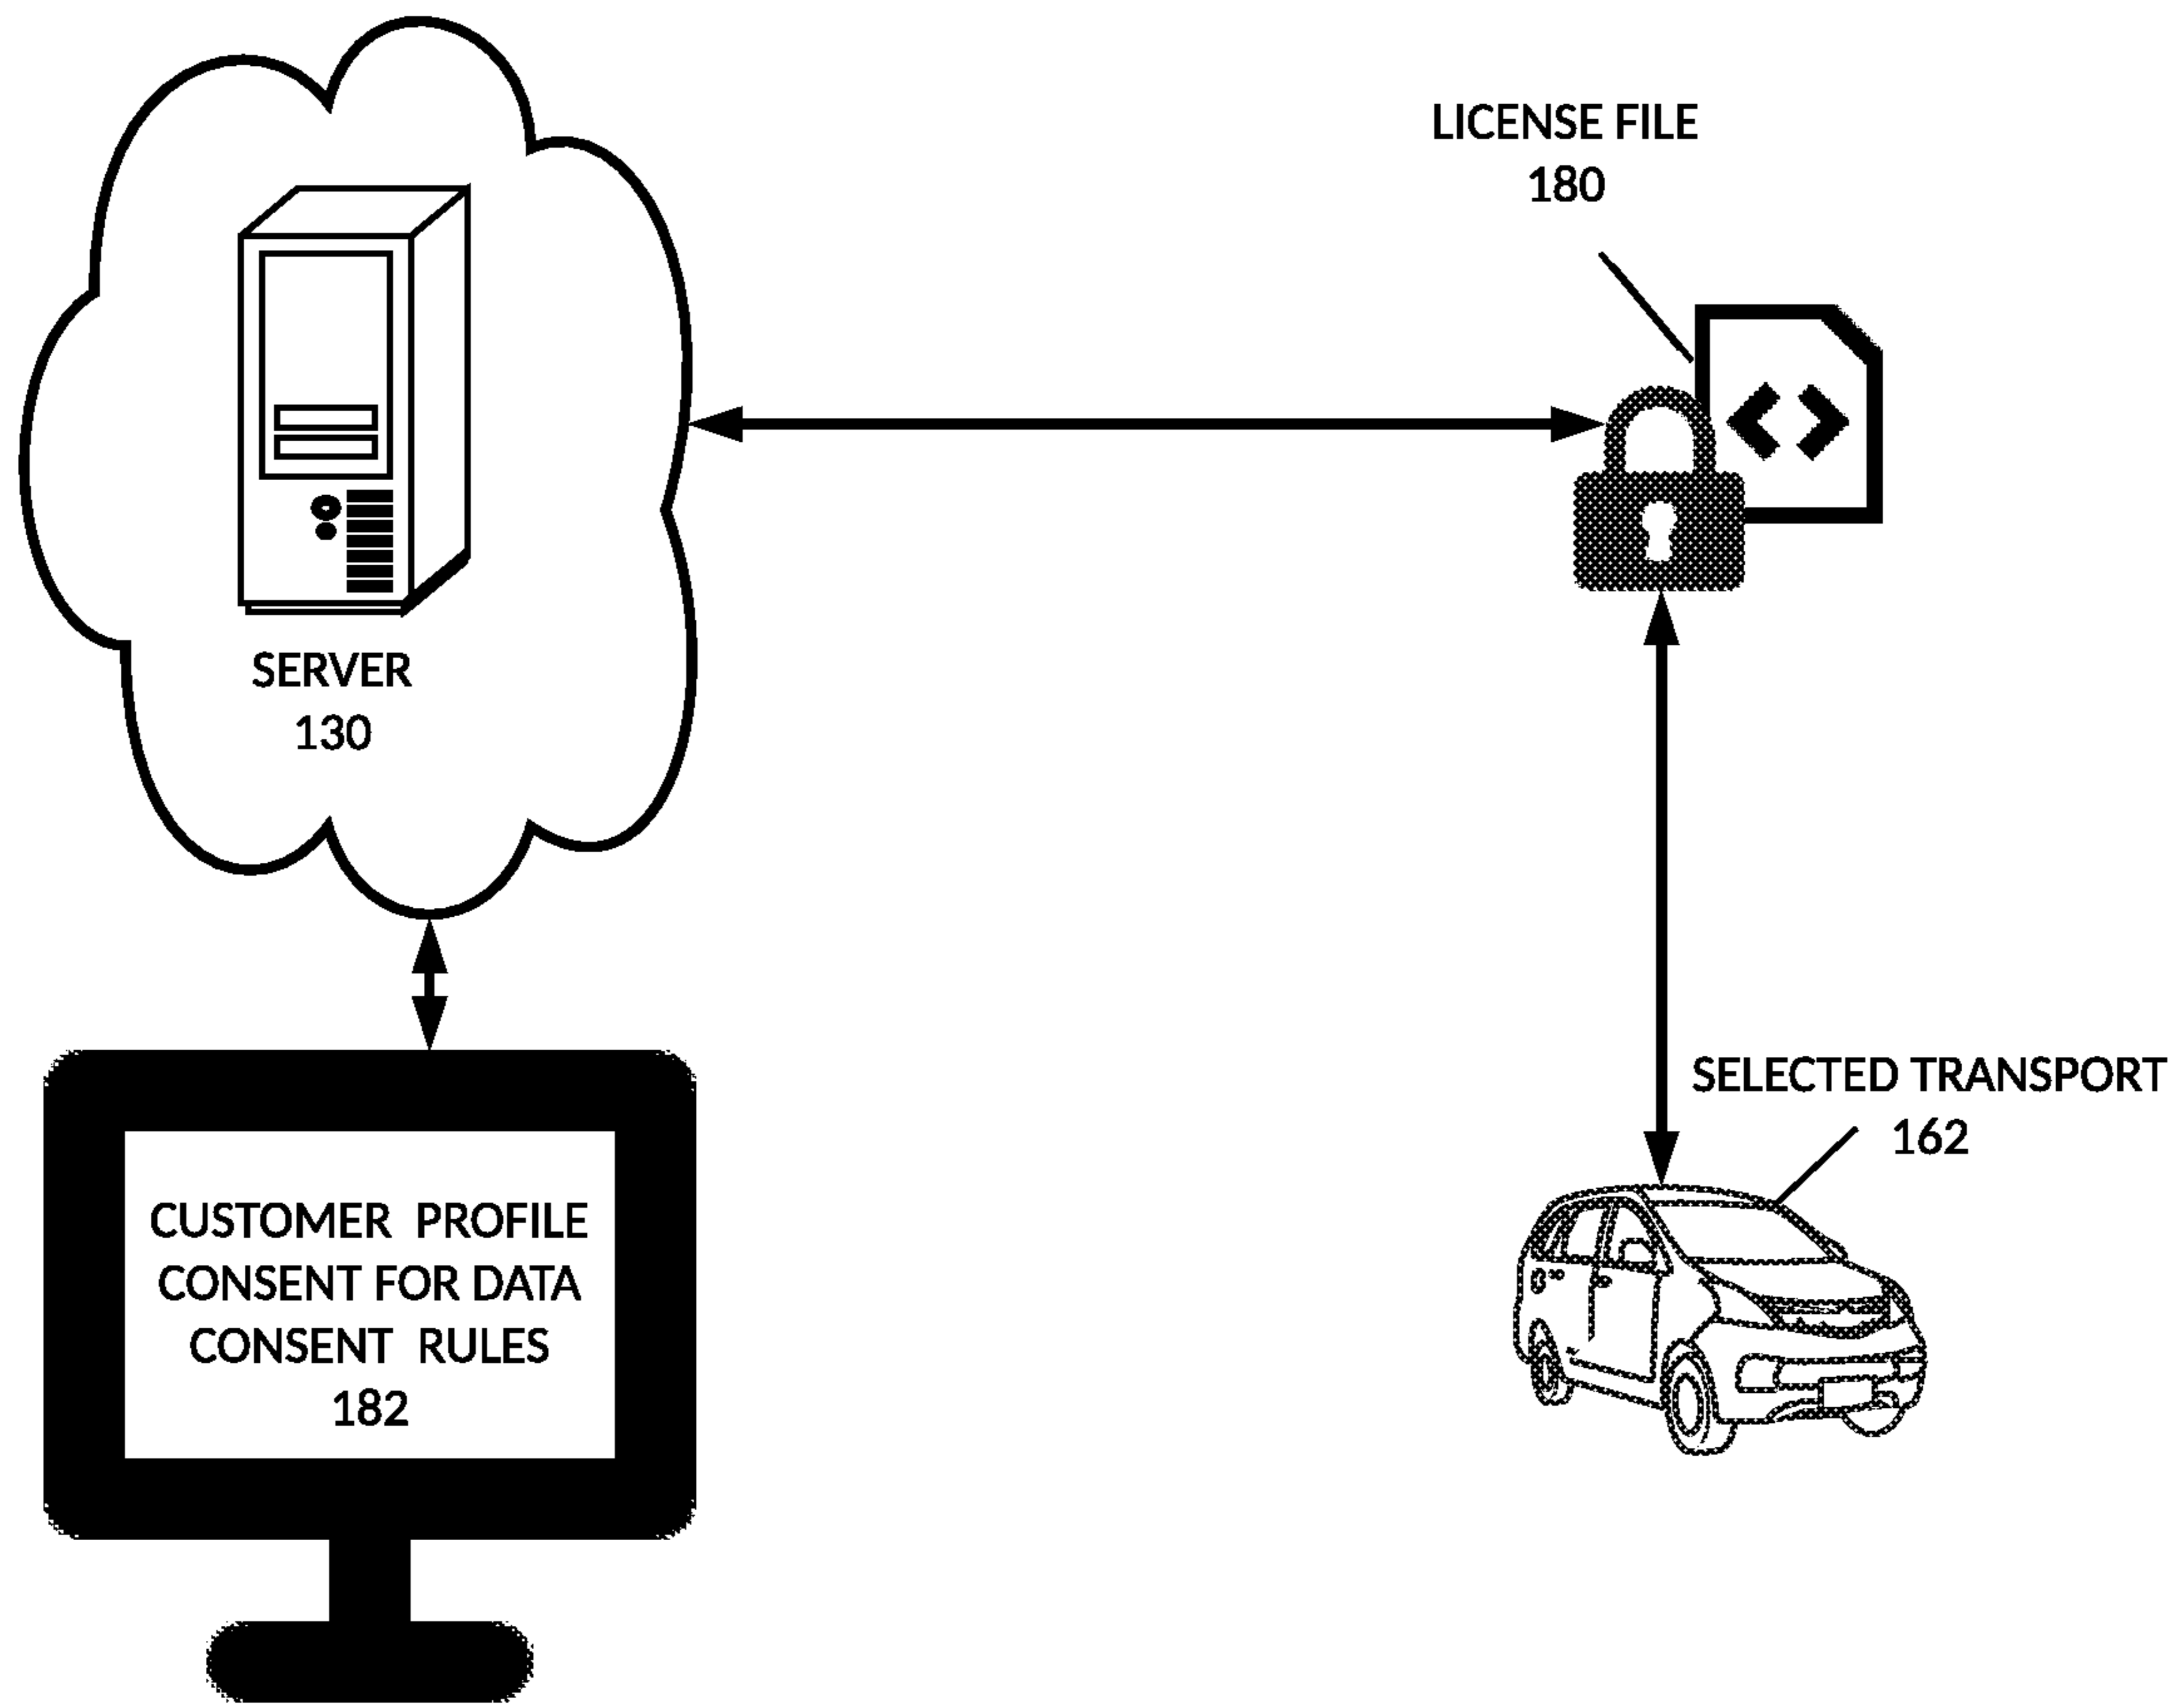 LICENSE FILE
180
SERVER
130
SELECTED TRANSPORT
162
CUSTOMER PROFILE
CONSENT FOR DATA
CONSENT RULES
182